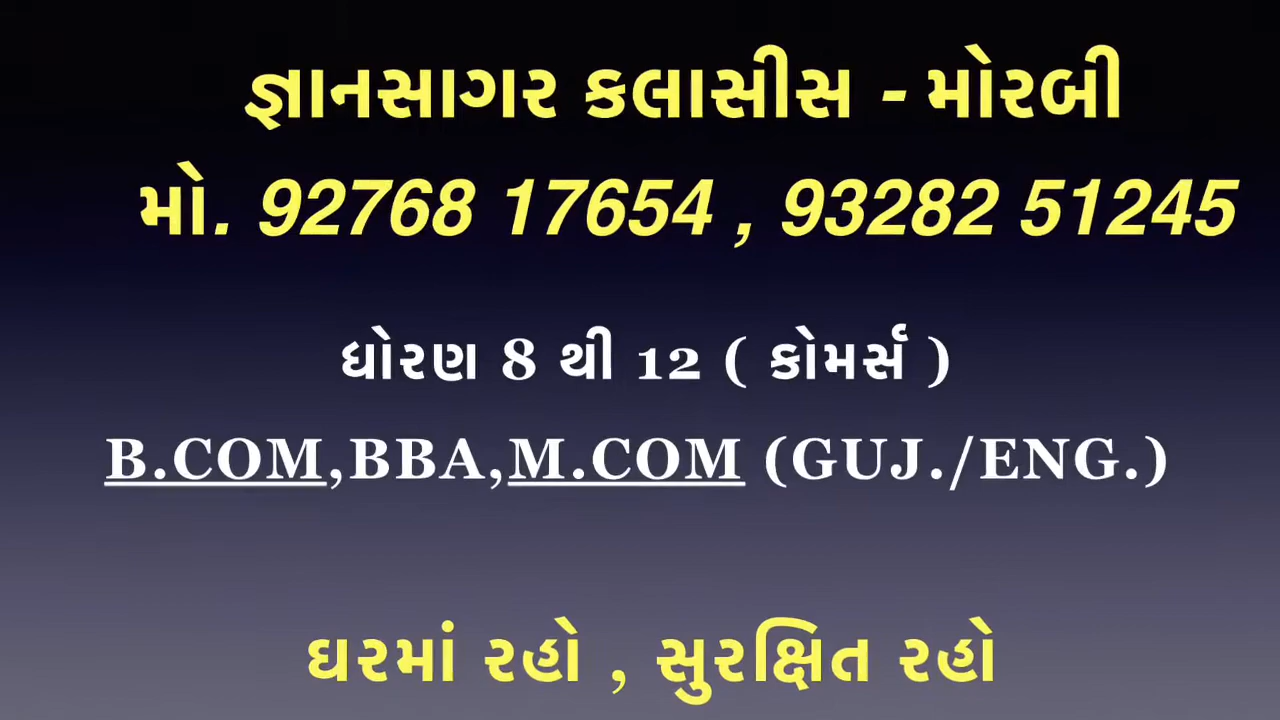 જ્ઞાનસાગર કલાસીસ - મોરબી
મો. 92768 17654 , 93282 51245
ધોરણ 8 થી 12 ( કોમર્સં )
B.COM,BBA,M.COM (GUJ./ENG.)
ઘરમાં રહો , સુરક્ષિત રહો